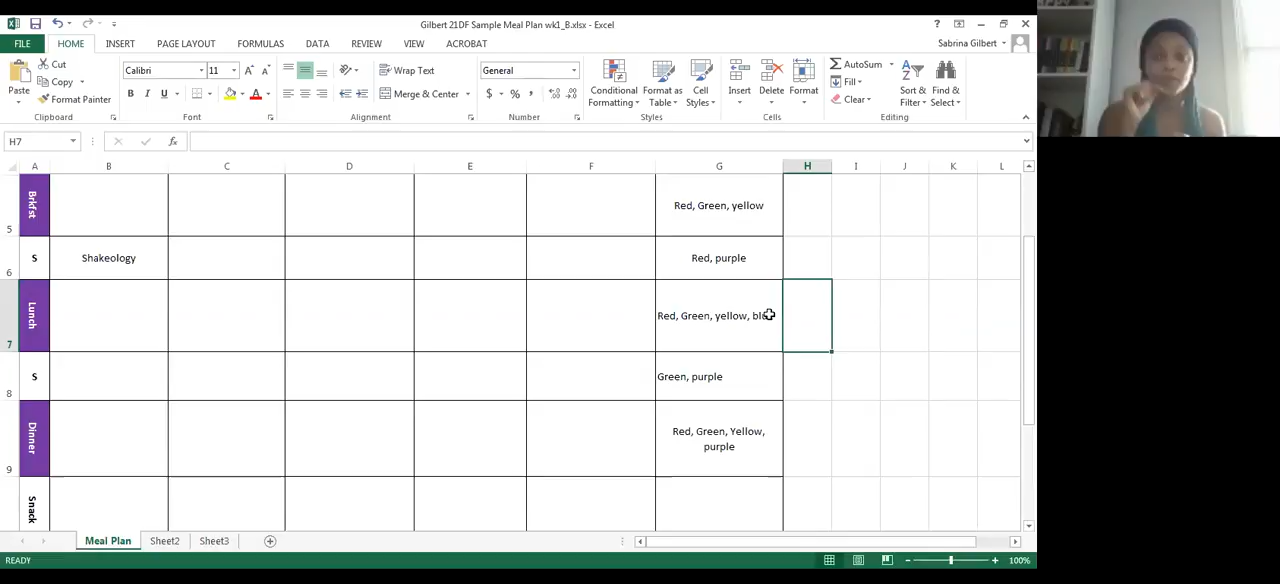 Gilbert 21DF Sample Meal Plan wk1_B.xlsx - Excel
FILE HOME INSERT PAGE LAYOUT FORMULAS DATA REVIEW VIEW ACROBAT Sabrina Gilbert
Paste
Cut
Copy
Format Painter
Clipboard
Calibri 11
B I U
Font
Wrap Text
Merge & Center
Alignment
General
$ % ,
Number
Conditional Formatting
Format as Table
Cell Styles
Styles
Insert
Delete
Format
Cells
AutoSum
Fill
Clear
Sort & Filter
Find & Select
Editing
H7 fx
A B C D E F G H I J K L
5 Brkfst Red, Green, yellow
6 S Shakeology Red, purple
7 Lunch Red, Green, yellow,
8 S Green, purple
9 Dinner Red, Green, Yellow,
purple
Snack
Meal Plan Sheet2 Sheet3
READY 100%